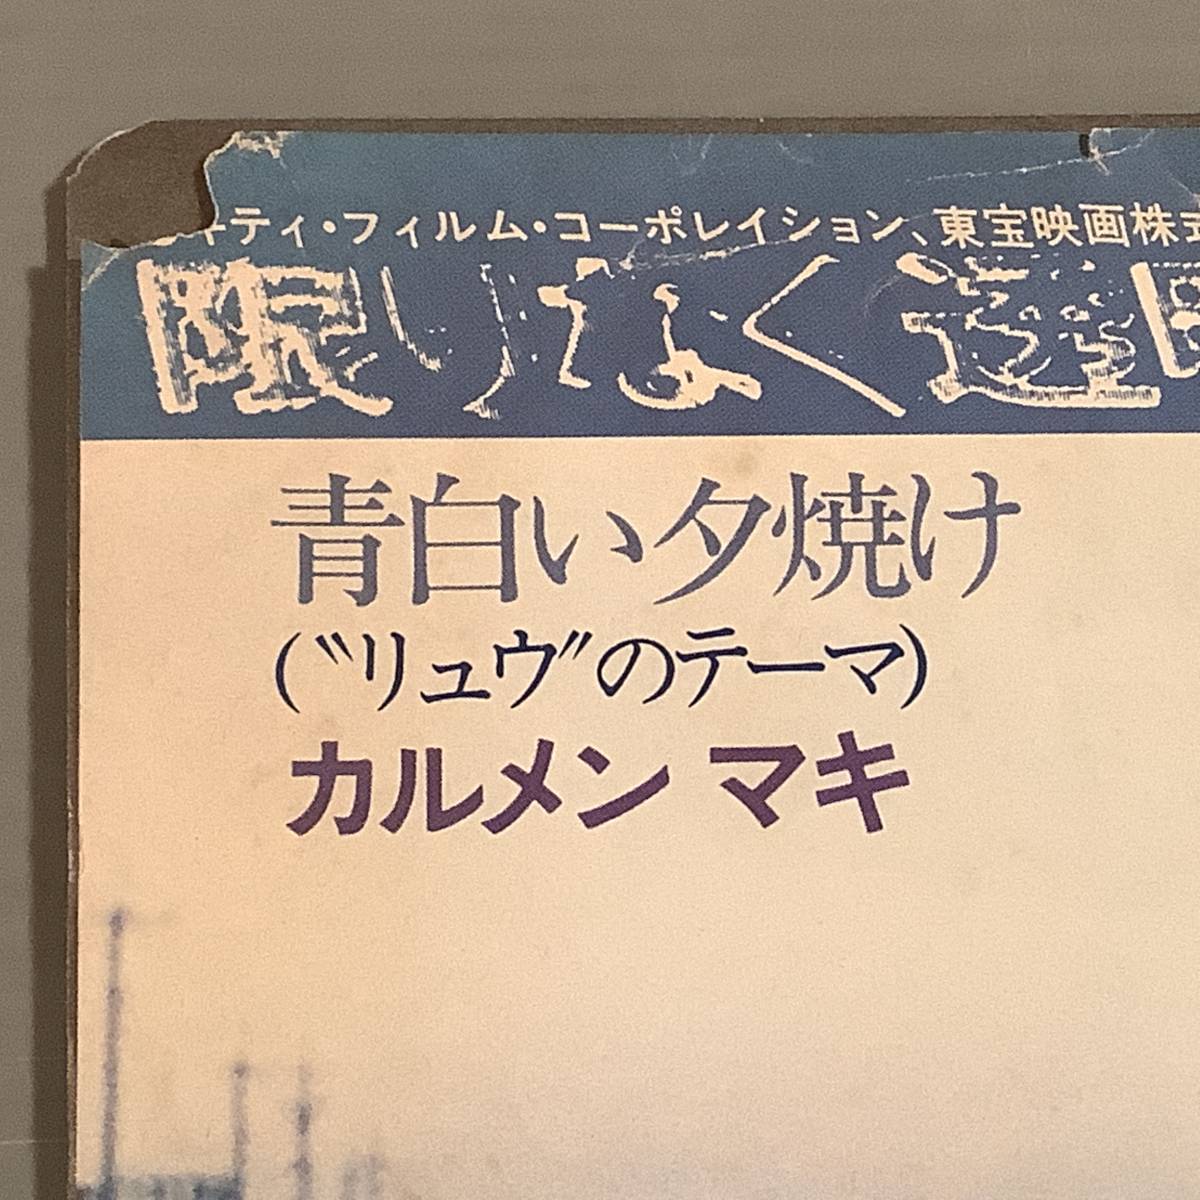 キティ・フィルム・コーポレイション、東宝映画株式
限りなく透明
青白い夕焼け
(〝リュウ〞のテーマ)
カルメン マキ